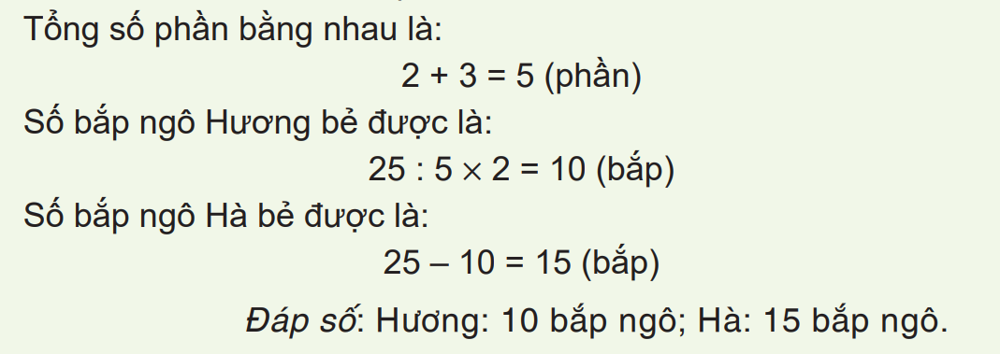 Tổng số phần bằng nhau là:
2 + 3 = 5 (phần)
Số bắp ngô Hương bẻ được là:
25 : 5 × 2 = 10 (bắp)
Số bắp ngô Hà bẻ được là:
25 – 10 = 15 (bắp)
Đáp số: Hương: 10 bắp ngô; Hà: 15 bắp ngô.